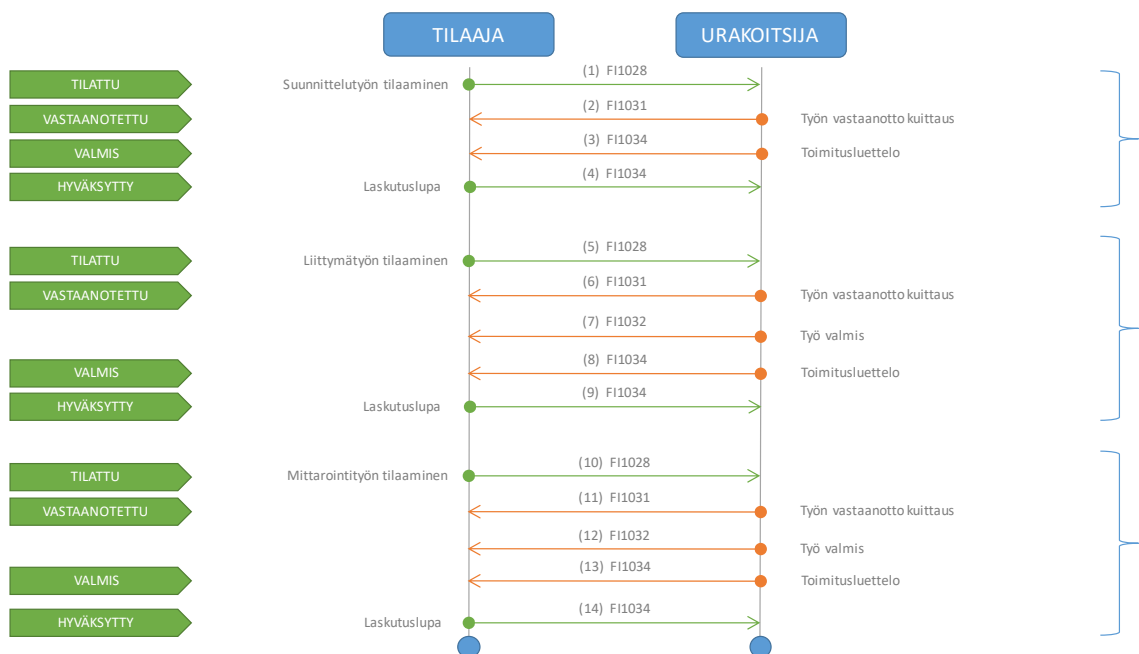 TILAAJA URAKOITSIJA
(1) FI1028
TILATTU Suunnittelutyön tilaaminen
(2) FI1031
VASTAANOTETTU Työn vastaanotto kuittaus
(3) FI1034
VALMIS Toimitusluettelo
(4) FI1034
HYVÄKSYTTY Laskutuslupa
(5) FI1028
TILATTU Liittymätyön tilaaminen
(6) FI1031
VASTAANOTETTU Työn vastaanotto kuittaus
(7) FI1032
Työ valmis
(8) FI1034
VALMIS Toimitusluettelo
(9) FI1034
HYVÄKSYTTY Laskutuslupa
(10) FI1028
TILATTU Mittarointityön tilaaminen
(11) FI1031
VASTAANOTETTU Työn vastaanotto kuittaus
(12) FI1032
Työ valmis
(13) FI1034
VALMIS Toimitusluettelo
(14) FI1034
HYVÄKSYTTY Laskutuslupa